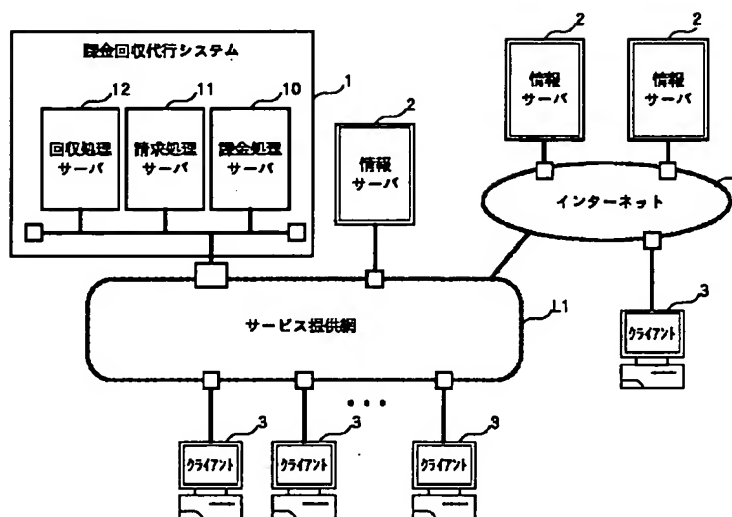 課金回収代行システム
1
12
11
10
回収処理
サーバ
請求処理
サーバ
課金処理
サーバ
2
情報
サーバ
2
情報
サーバ
2
情報
サーバ
インターネット
サービス提供網
L1
3
クライアント
3
クライアント
3
クライアント
3
クライアント